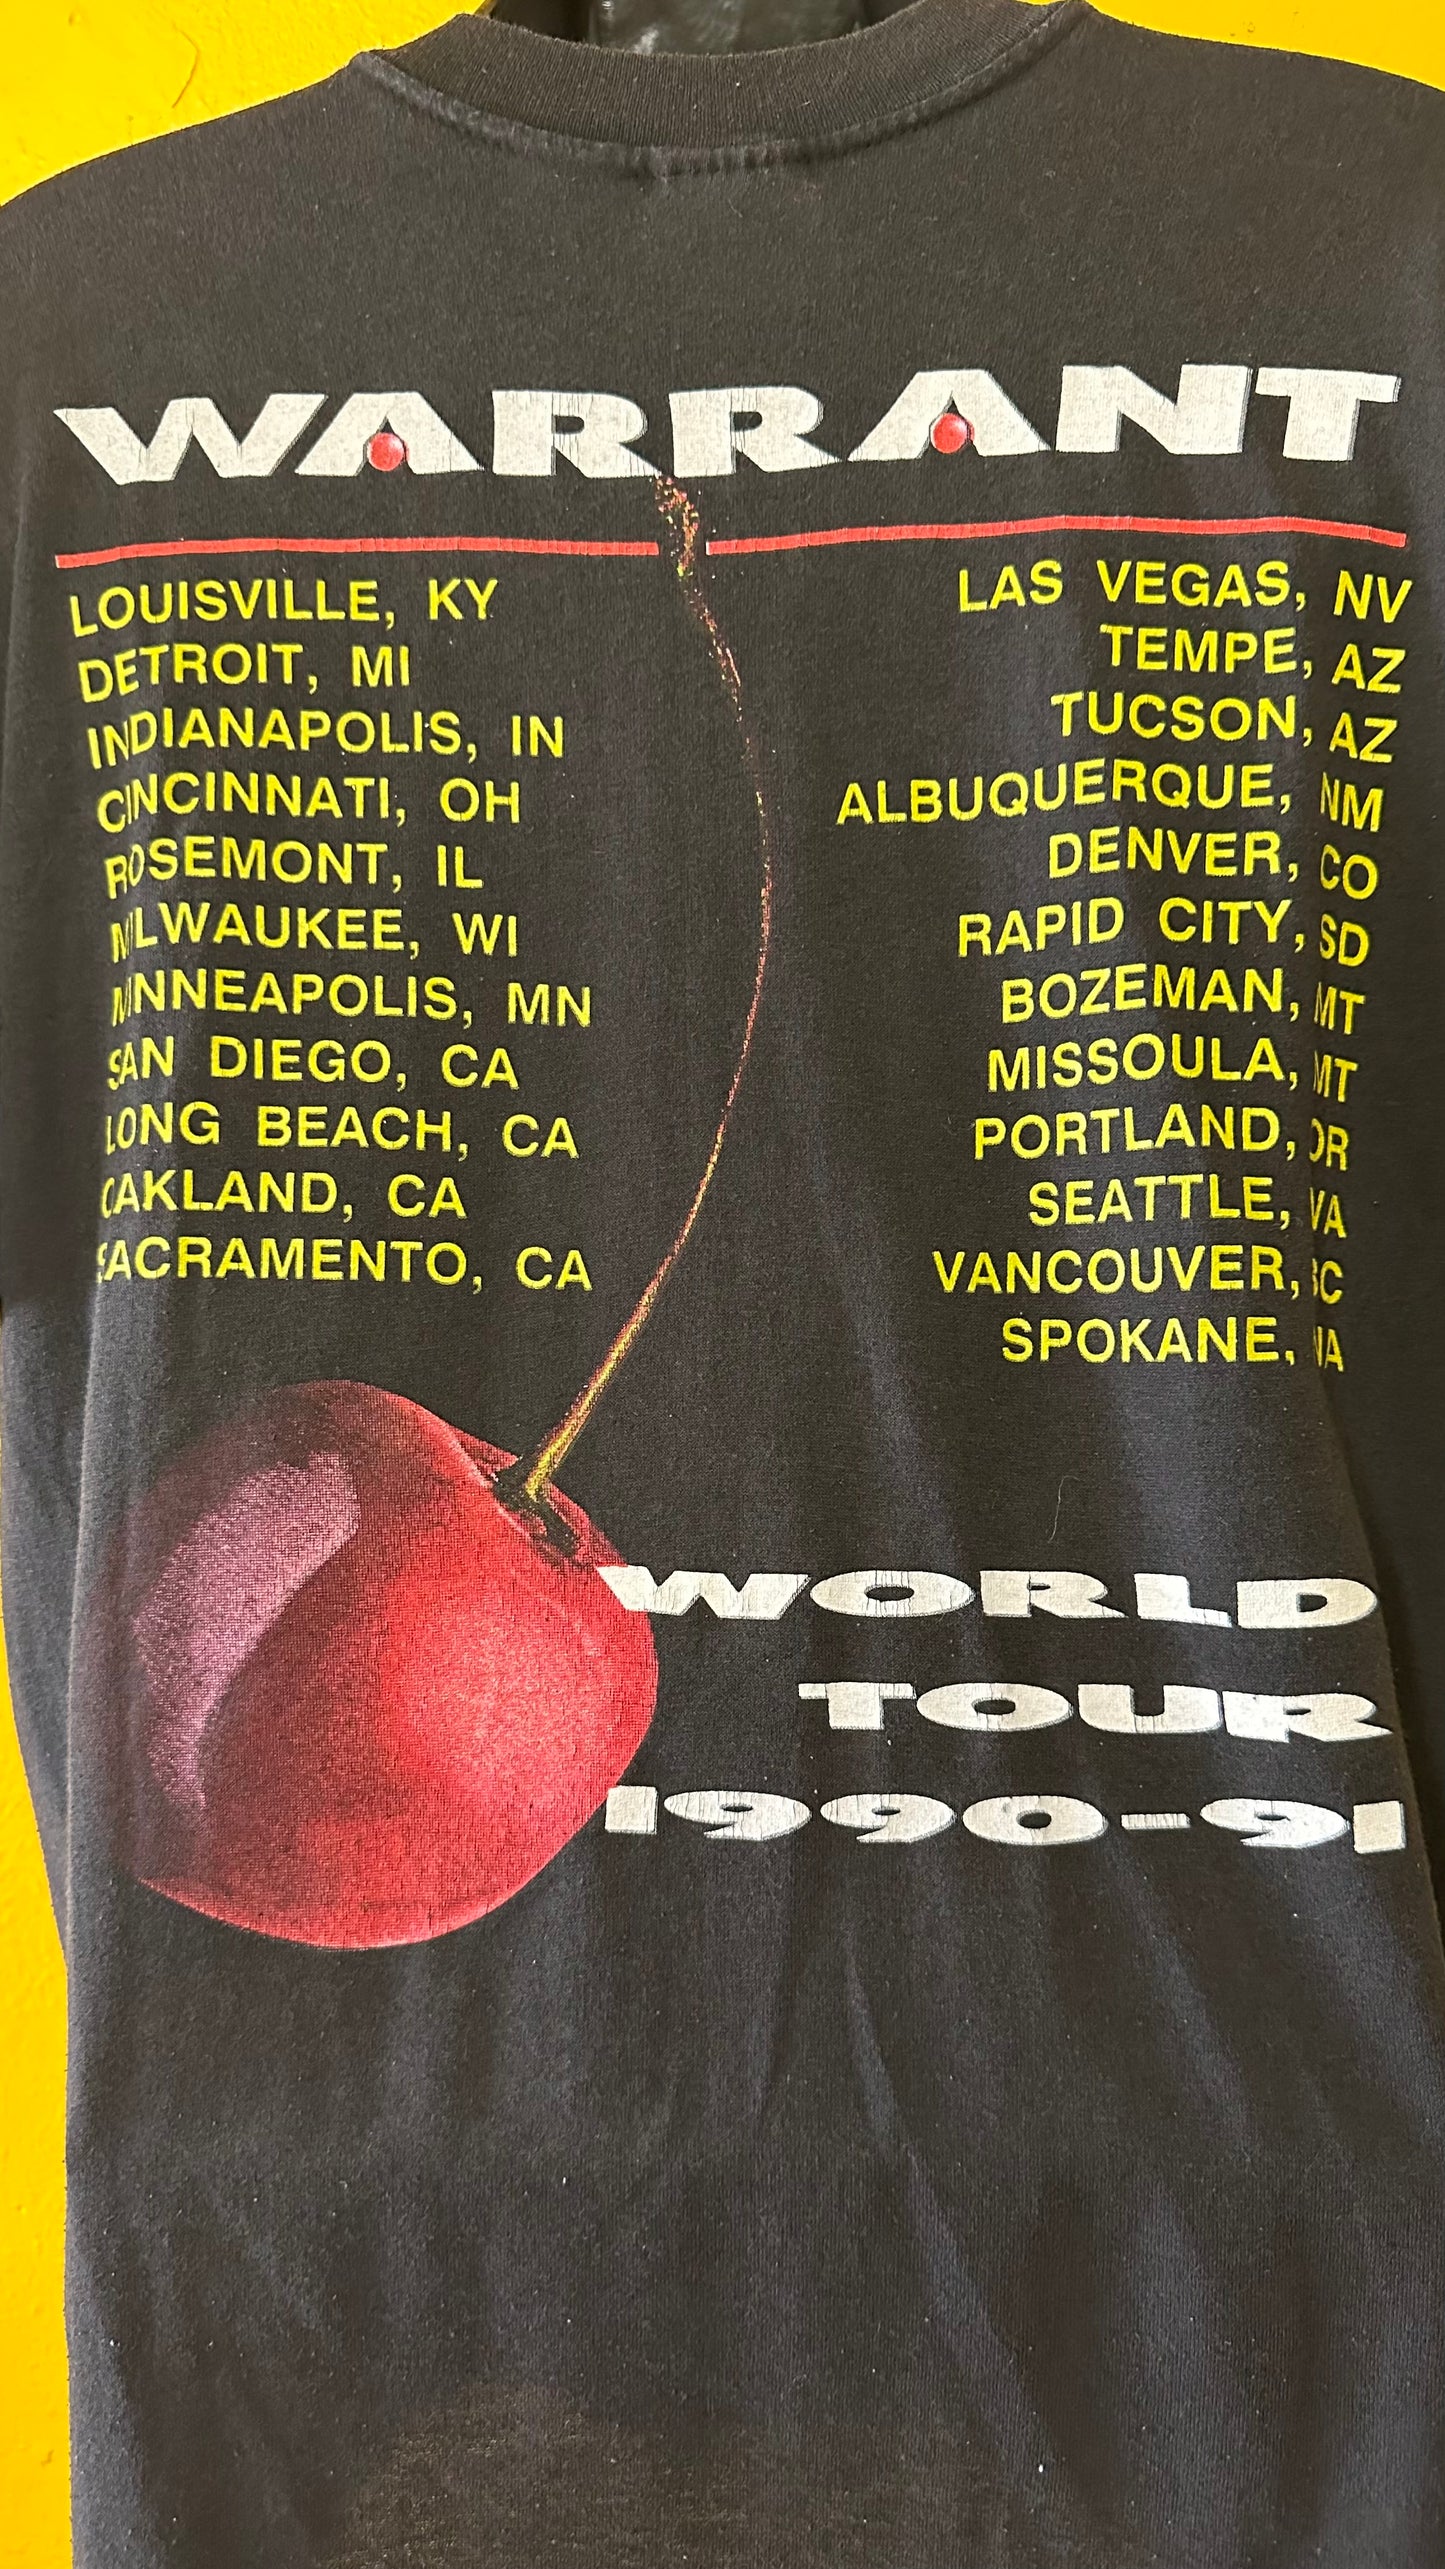 WARRANT
LOUISVILLE, KY
DETROIT, MI
INDIANAPOLIS, IN
CINCINNATI, OH
ROSEMONT, IL
MILWAUKEE, WI
MINNEAPOLIS, MN
SAN DIEGO, CA
LONG BEACH, CA
OAKLAND, CA
SACRAMENTO, CA
LAS VEGAS, NV
TEMPE, AZ
TUCSON, AZ
ALBUQUERQUE, NM
DENVER, CO
RAPID CITY, SD
BOZEMAN, MT
MISSOULA, MT
PORTLAND, OR
SEATTLE, WA
VANCOUVER, BC
SPOKANE, WA
WORLD
TOUR
1990-91